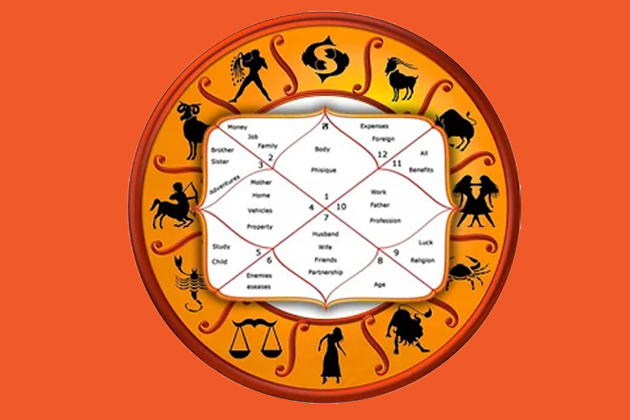 Money
Job
Family
2
Brother
Sister
3
Adventures
Body
Phisique
1
Expenses
Foreign
12
11
All
Benefits
Mother
Home
Vehicles
Property
4
10
Work
Father
Profession
7
Husband
Wife
Friends
Partnership
Study
Child
5
6
Enemies
eseases
8
Age
9
Luck
Religion